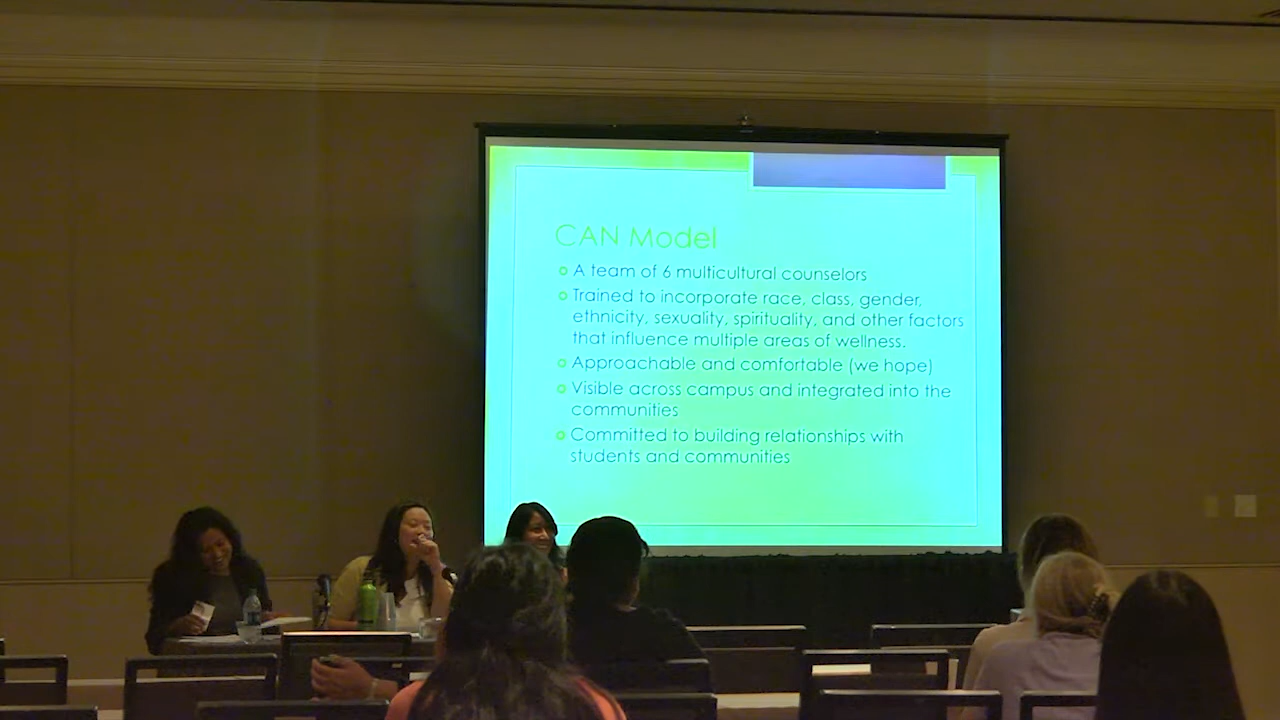 CAN Model
A team of 6 multicultural counselors
Trained to incorporate race, class, gender,
ethnicity, sexuality, spirituality, and other factors
that influence multiple areas of wellness.
Approachable and comfortable (we hope)
Visible across campus and integrated into the
communities
Committed to building relationships with
students and communities